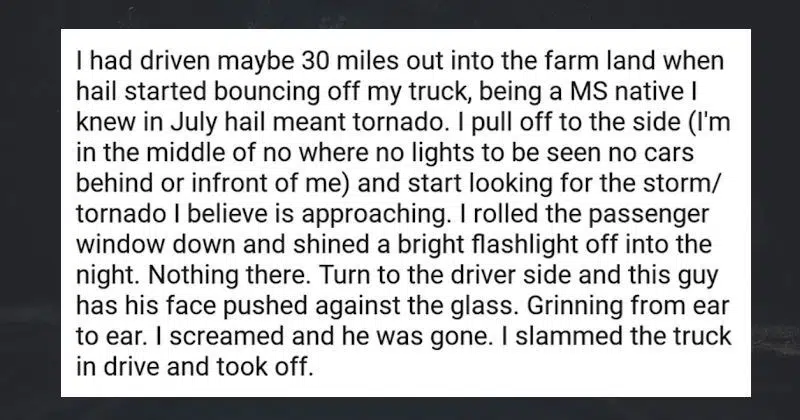 I had driven maybe 30 miles out into the farm land when
hail started bouncing off my truck, being a MS native I
knew in July hail meant tornado. I pull off to the side (I'm
in the middle of no where no lights to be seen no cars
behind or infront of me) and start looking for the storm/
tornado I believe is approaching. I rolled the passenger
window down and shined a bright flashlight off into the
night. Nothing there. Turn to the driver side and this guy
has his face pushed against the glass. Grinning from ear
to ear. I screamed and he was gone. I slammed the truck
in drive and took off.